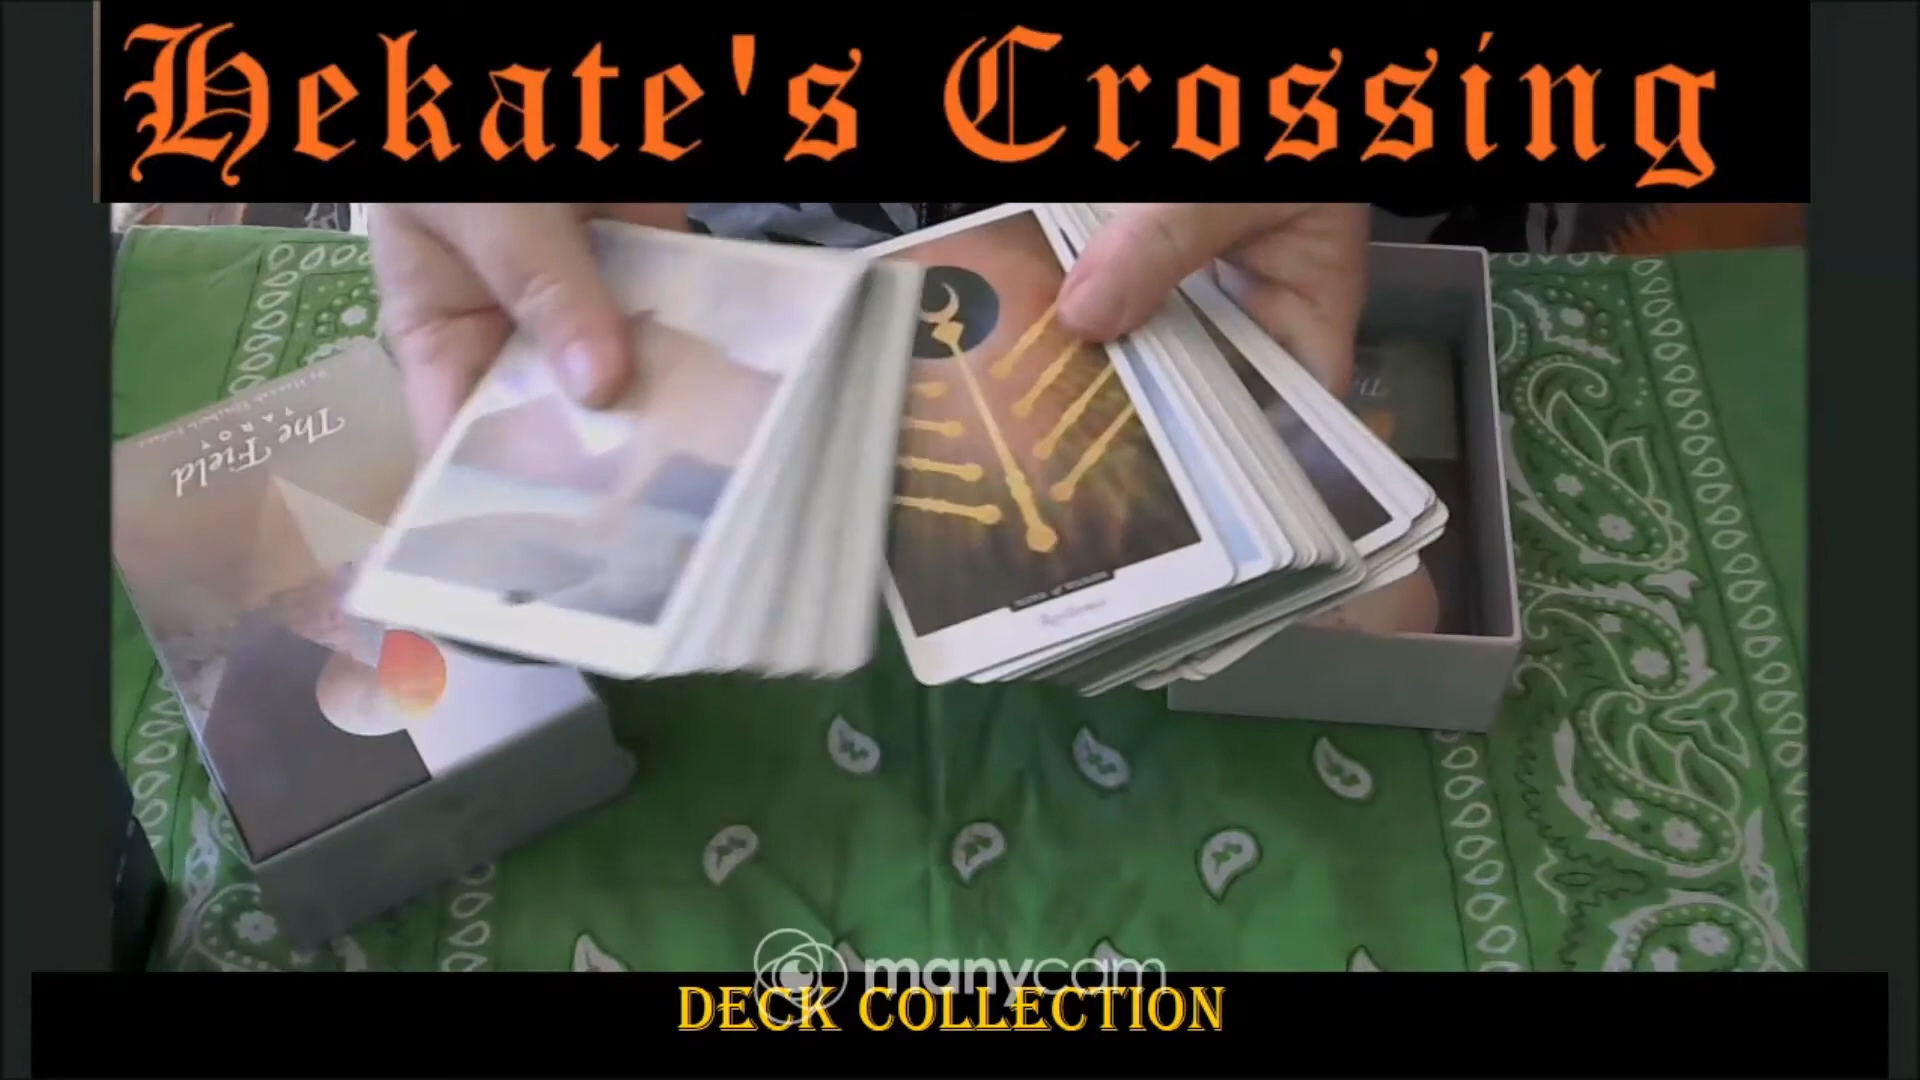 Hekate's Crossing
The Field
TAROT
manycam
DECK COLLECTION